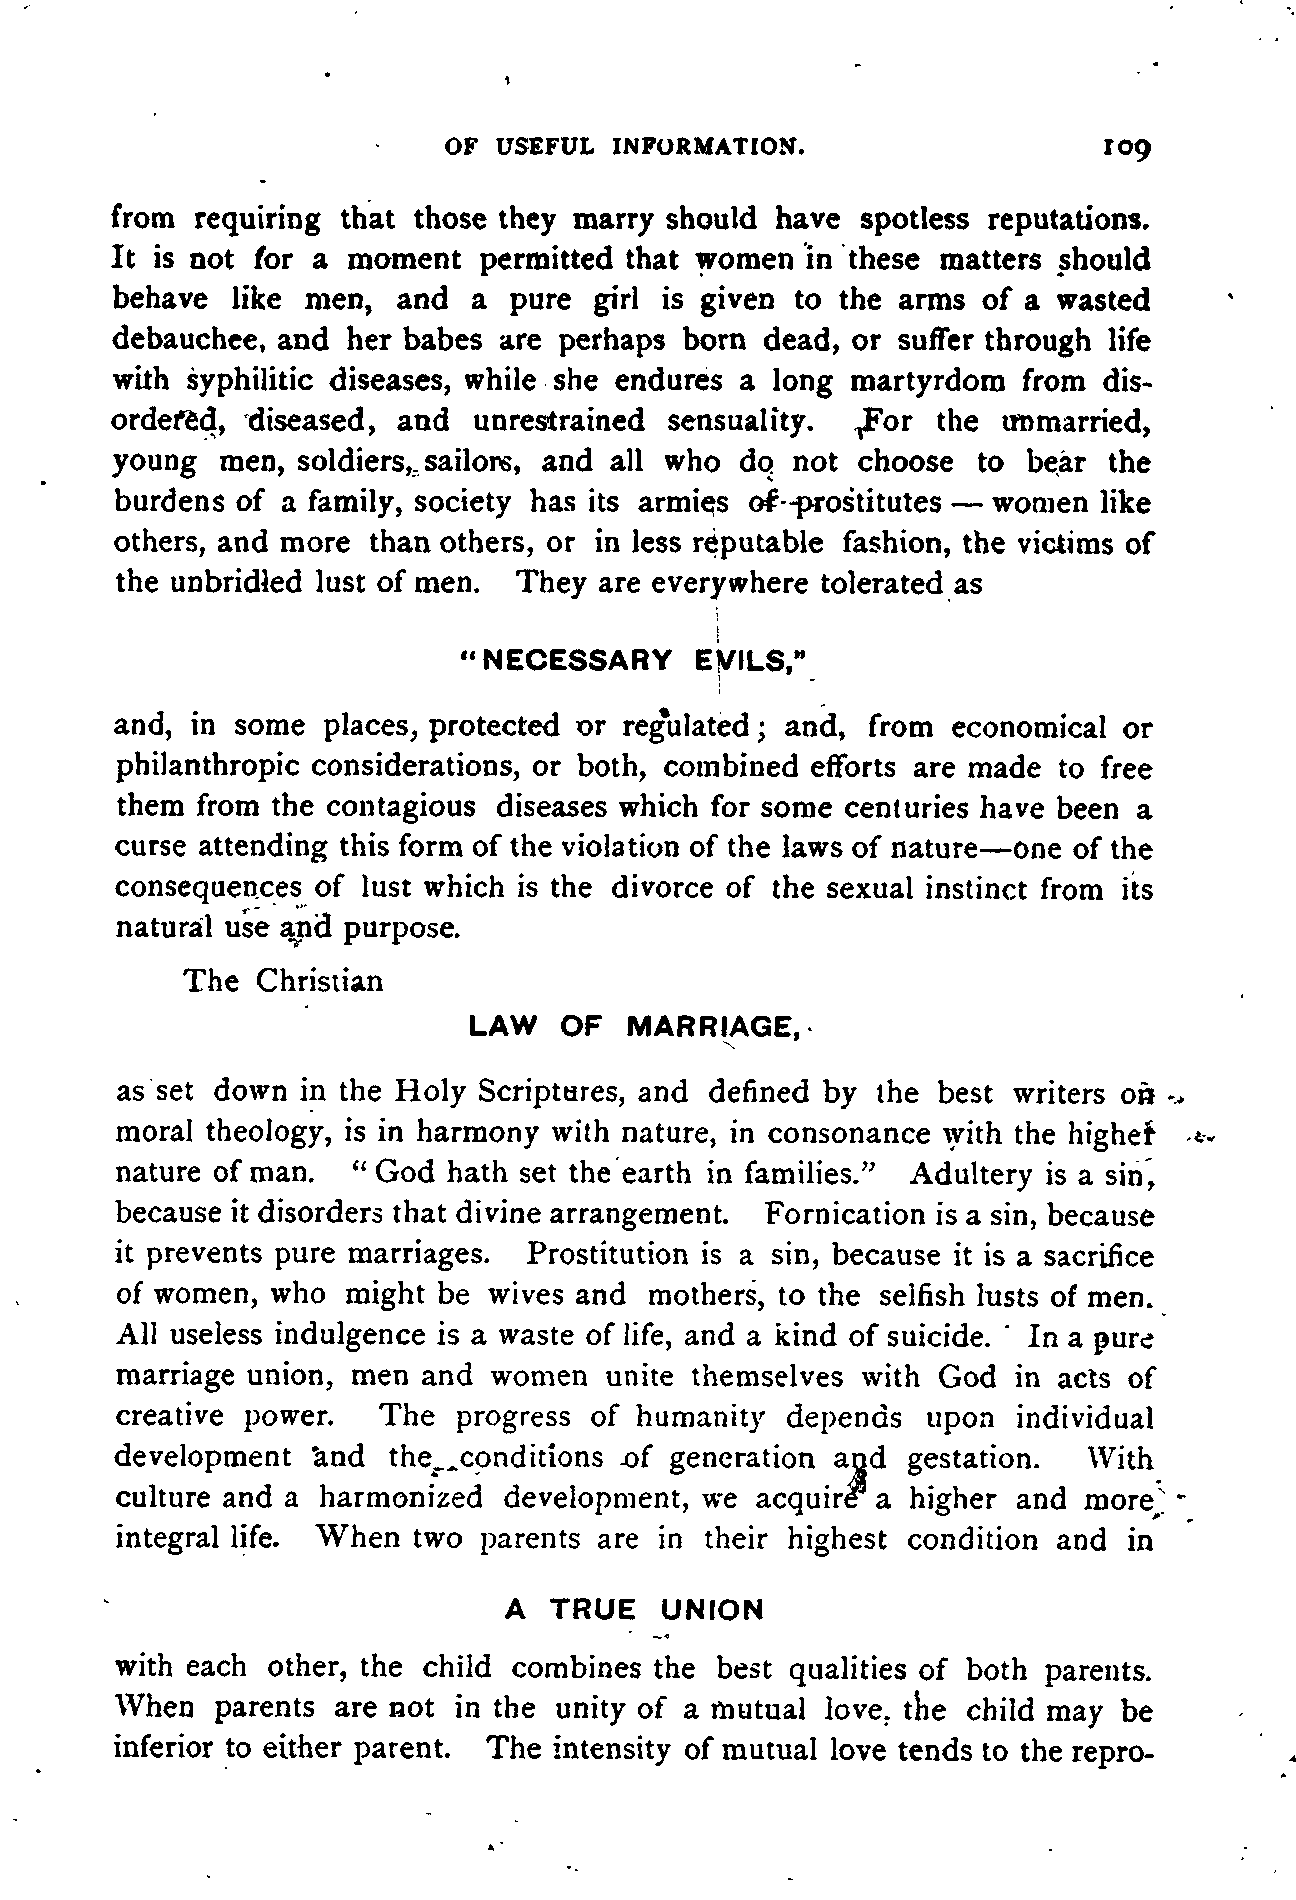 OF USEFUL INFORMATION. 109
from requiring that those they marry should have spotless reputations.
It is not for a moment permitted that women in these matters should
behave like men, and a pure girl is given to the arms of a wasted
debauchee, and her babes are perhaps born dead, or suffer through life
with syphilitic diseases, while she endures a long martyrdom from dis-
ordered, diseased, and unrestrained sensuality. For the unmarried,
young men, soldiers, sailors, and all who do not choose to bear the
burdens of a family, society has its armies of prostitutes — women like
others, and more than others, or in less reputable fashion, the victims of
the unbridled lust of men. They are everywhere tolerated as
"NECESSARY EVILS,"
and, in some places, protected or regulated; and, from economical or
philanthropic considerations, or both, combined efforts are made to free
them from the contagious diseases which for some centuries have been a
curse attending this form of the violation of the laws of nature—one of the
consequences of lust which is the divorce of the sexual instinct from its
natural use and purpose.
The Christian
LAW OF MARRIAGE,
as set down in the Holy Scriptures, and defined by the best writers on
moral theology, is in harmony with nature, in consonance with the higher
nature of man. "God hath set the earth in families." Adultery is a sin,
because it disorders that divine arrangement. Fornication is a sin, because
it prevents pure marriages. Prostitution is a sin, because it is a sacrifice
of women, who might be wives and mothers, to the selfish lusts of men.
All useless indulgence is a waste of life, and a kind of suicide. In a pure
marriage union, men and women unite themselves with God in acts of
creative power. The progress of humanity depends upon individual
development and the conditions of generation and gestation. With
culture and a harmonized development, we acquire a higher and more
integral life. When two parents are in their highest condition and in
A TRUE UNION
with each other, the child combines the best qualities of both parents.
When parents are not in the unity of a mutual love, the child may be
inferior to either parent. The intensity of mutual love tends to the repro-